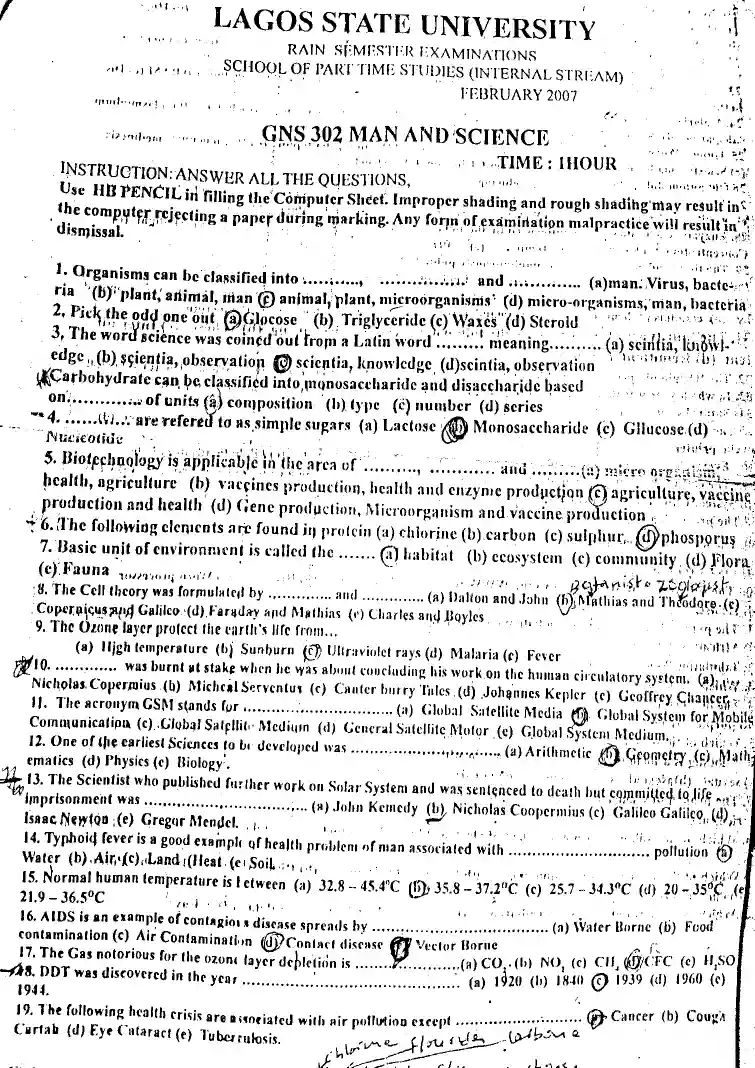 LAGOS STATE UNIVERSITY
RAIN SEMESTER EXAMINATIONS
SCHOOL OF PART TIME STUDIES (INTERNAL STREAM)
FEBRUARY 2007
GNS 302 MAN AND SCIENCE
TIME : 1HOUR
INSTRUCTION: ANSWER ALL THE QUESTIONS,
Use HB PENCIL in filling the Computer Sheet. Improper shading and rough shading may result in
the computer rejecting a paper during marking. Any form of examination malpractice will result in
dismissal.
1. Organisms can be classified into .........., ................. and ............. (a)man. Virus, bacte-
ria (b) plant, animal, man (c) animal, plant, microorganisms (d) micro-organisms, man, bacteria
2. Pick the odd one out (a)Glocose (b) Triglyceride (c) Waxes (d) Steroid
3, The word science was coined out from a Latin word ......... meaning.......... (a) scintia, knowl-
edge (b) scientia, observation (c) scientia, knowledge (d)scintia, observation
Carbohydrate can be classified into monosaccharide and disaccharide based
on.............. of units (a) composition (b) type (c) number (d) series
4. ............ are refered to as simple sugars (a) Lactose (b) Monosaccharide (c) Gllucose (d)
Nucleotide
5. Biotechnology is applicable in the area of .........., ............. and .........(a) micro organism
health, agriculture (b) vaccines production, health and enzyme production (c) agriculture, vaccine
production and health (d) Gene production, Microorganism and vaccine production
6. The following elements are found in protein (a) chlorine (b) carbon (c) sulphur (d) phosporus
7. Basic unit of environment is called the ....... (a) habitat (b) ecosystem (c) community (d) Flora
(e) Fauna
botanist zoologist
8. The Cell theory was formulated by ............. and ............. (a) Dalton and John (b) Mathias and Theodore (c)
Copernicus and Galileo (d) Faraday and Mathias (e) Charles and Boyles
9. The Ozone layer protect the earth's life from...
(a) High temperature (b) Sunburn (c) Ultraviolet rays (d) Malaria (e) Fever
10. ............. was burnt at stake when he was about concluding his work on the human circulatory system. (a)
Nicholas Copermius (b) Micheal Serventus (c) Canter burry Tales (d) Johannes Kepler (e) Geoffrey Chancer
11. The acronym GSM stands for ............................ (a) Global Satellite Media (b) Global System for Mobile
Communication (c) Global Satellite Medium (d) General Satellite Motor (e) Global System Medium
12. One of the earliest Sciences to be developed was ............................ (a) Arithmetic (b) Geometry (c) Math
ematics (d) Physics (e) Biology
13. The Scientist who published further work on Solar System and was sentenced to death but committed to life
imprisonment was .............................. (a) John Kemedy (b) Nicholas Coopermius (c) Galileo Galileo (d)
Isaac Newton (e) Gregor Mendel.
14. Typhoid fever is a good example of health problem of man associated with .......................... pollution (a)
Water (b) Air (c) Land (Heat (e Soil
15. Normal human temperature is between (a) 32.8 – 45.4°C (b) 35.8 – 37.2°C (c) 25.7 – 34.3°C (d) 20 – 35°C (e
21.9 – 36.5°C
16. AIDS is an example of contagious disease spreads by .............................. (a) Water Borne (b) Food
contamination (c) Air Contamination (d) Contact disease Vector Borne
17. The Gas notorious for the ozone layer depletion is ....................(a) CO2 (b) NO2 (c) CH4 (d) CFC (e) H2SO
18. DDT was discovered in the year .............................. (a) 1920 (b) 1840 (c) 1939 (d) 1960 (e)
1944.
19. The following health crisis are associated with air pollution except .................... (a) Cancer (b) Cough
Curtab (d) Eye Cataract (e) Tuberculosis.